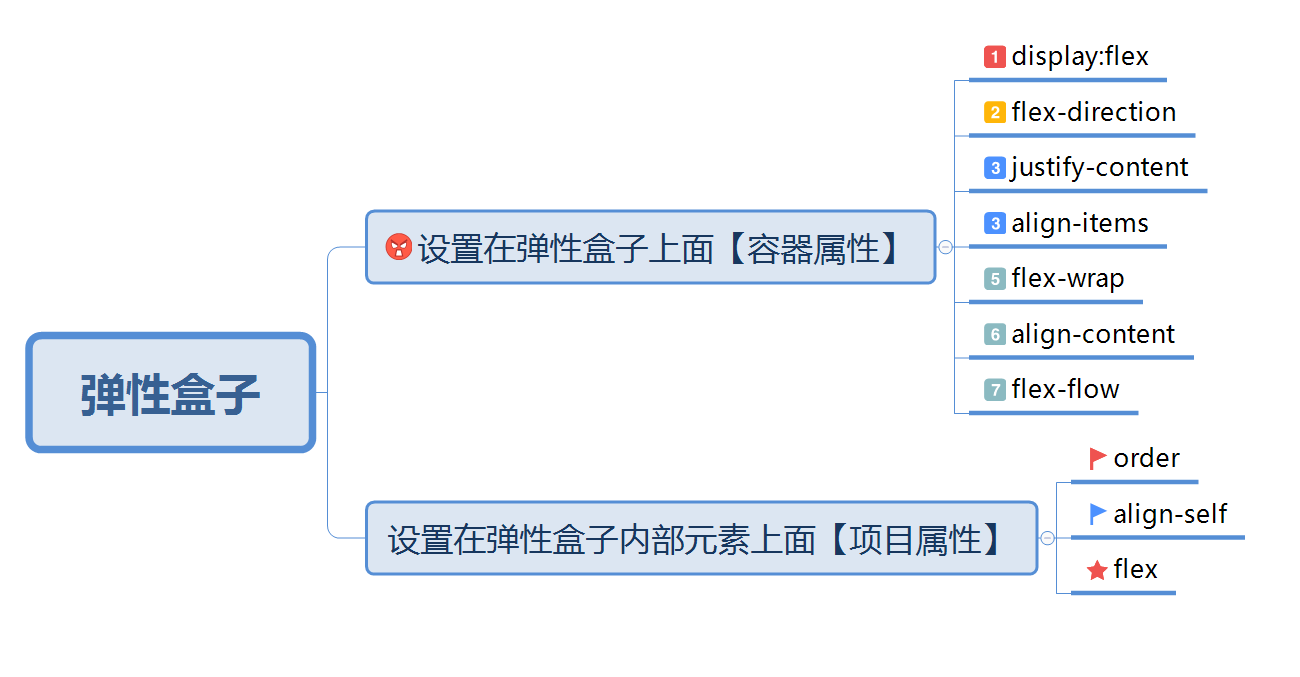 弹性盒子
设置在弹性盒子上面【容器属性】
1 display:flex
2 flex-direction
3 justify-content
3 align-items
5 flex-wrap
6 align-content
7 flex-flow
设置在弹性盒子内部元素上面【项目属性】
order
align-self
flex